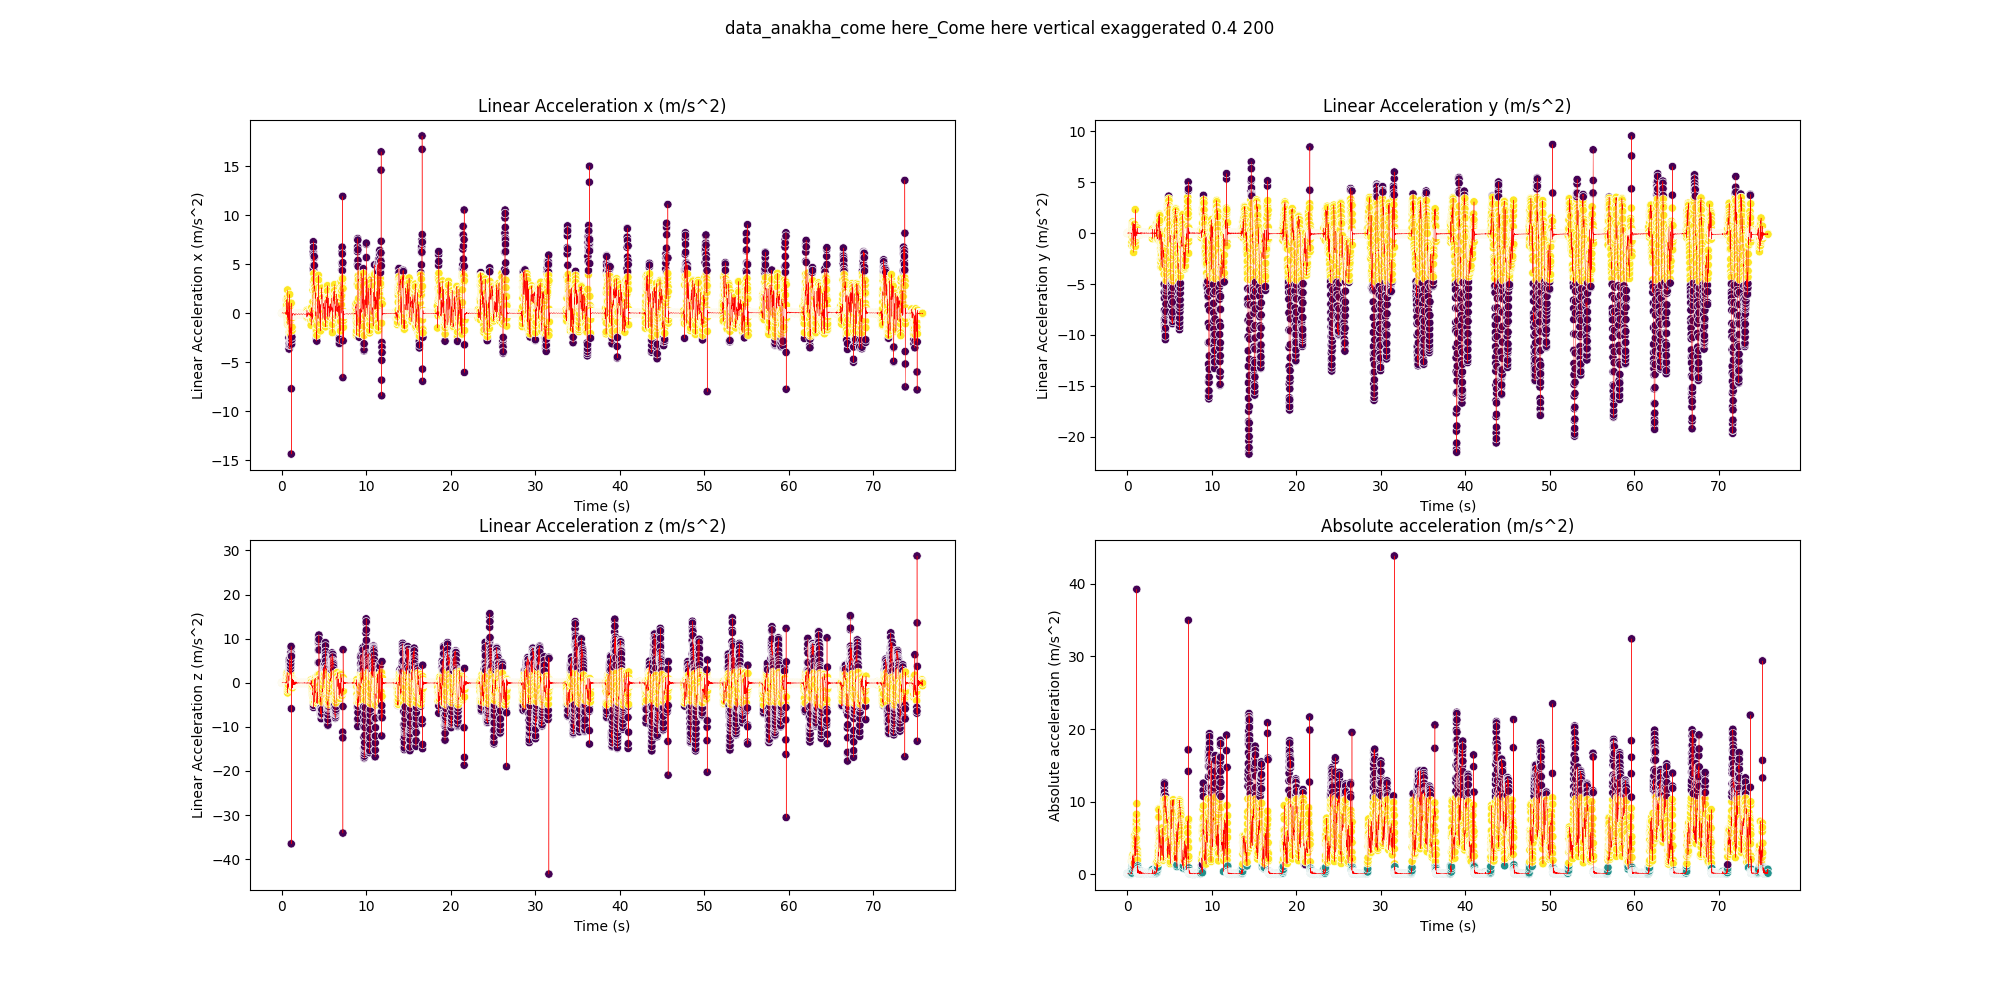 data_anakha_come here_Come here vertical exaggerated 0.4 200
Linear Acceleration x (m/s^2)
Linear Acceleration x (m/s^2)
15
10
5
0
−5
−10
−15
0 10 20 30 40 50 60 70
Time (s)
Linear Acceleration y (m/s^2)
Linear Acceleration y (m/s^2)
10
5
0
−5
−10
−15
−20
0 10 20 30 40 50 60 70
Time (s)
Linear Acceleration z (m/s^2)
Linear Acceleration z (m/s^2)
30
20
10
0
−10
−20
−30
−40
0 10 20 30 40 50 60 70
Time (s)
Absolute acceleration (m/s^2)
Absolute acceleration (m/s^2)
40
30
20
10
0
0 10 20 30 40 50 60 70
Time (s)